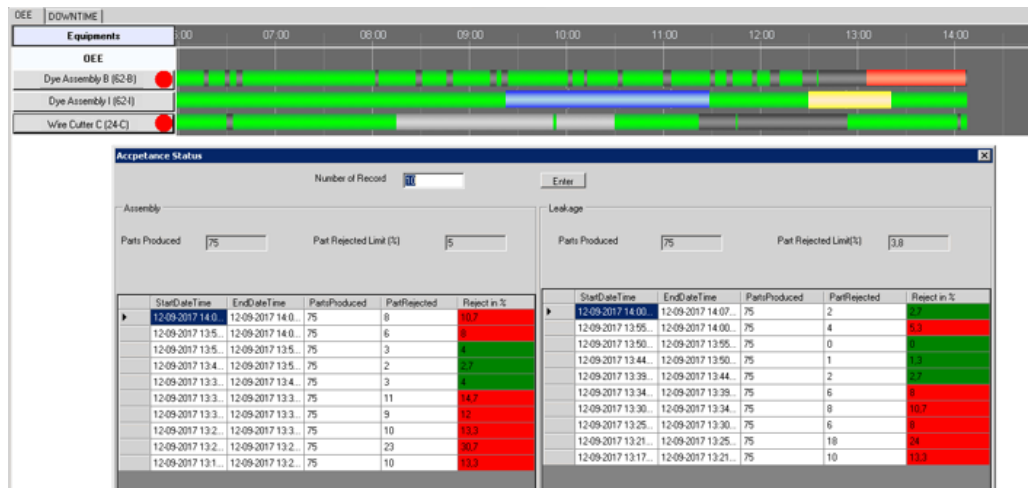 OEE DOWNTIME
Equipments :00 07:00 08:00 09:00 10:00 11:00 12:00 13:00 14:00
OEE
Dye Assembly B (62-B)
Dye Assembly I (62-I)
Wire Cutter C (24-C)
Accpetance Status
Number of Record 10 Enter
Assembly
Parts Produced 75 Part Rejected Limit (%) 5
StartDateTime EndDateTime PartsProduced PartRejected Reject in %
12-09-2017 14:0... 12-09-2017 14:0... 75 8 10,7
12-09-2017 13:5... 12-09-2017 14:0... 75 6 8
12-09-2017 13:5... 12-09-2017 13:5... 75 3 4
12-09-2017 13:4... 12-09-2017 13:5... 75 2 2,7
12-09-2017 13:3... 12-09-2017 13:4... 75 3 4
12-09-2017 13:3... 12-09-2017 13:3... 75 11 14,7
12-09-2017 13:3... 12-09-2017 13:3... 75 9 12
12-09-2017 13:2... 12-09-2017 13:3... 75 10 13,3
12-09-2017 13:2... 12-09-2017 13:2... 75 23 30,7
12-09-2017 13:1... 12-09-2017 13:2... 75 10 13,3
Leakage
Parts Produced 75 Part Rejected Limit(%) 3,8
StartDateTime EndDateTime PartsProduced PartRejected Reject in %
12-09-2017 14:00... 12-09-2017 14:07... 75 2 2,7
12-09-2017 13:55... 12-09-2017 14:00... 75 4 5,3
12-09-2017 13:50... 12-09-2017 13:55... 75 0 0
12-09-2017 13:44... 12-09-2017 13:50... 75 1 1,3
12-09-2017 13:39... 12-09-2017 13:44... 75 2 2,7
12-09-2017 13:34... 12-09-2017 13:39... 75 6 8
12-09-2017 13:30... 12-09-2017 13:34... 75 8 10,7
12-09-2017 13:25... 12-09-2017 13:30... 75 6 8
12-09-2017 13:21... 12-09-2017 13:25... 75 18 24
12-09-2017 13:17... 12-09-2017 13:21... 75 10 13,3